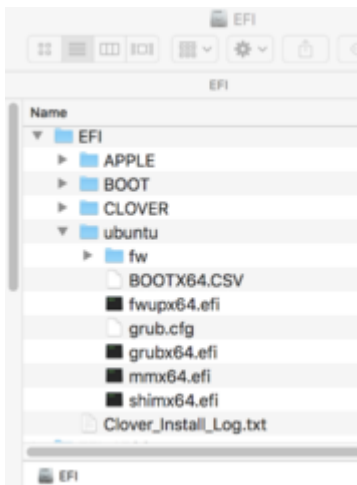 EFI
EFI
Name
EFI
APPLE
BOOT
CLOVER
ubuntu
fw
BOOTX64.CSV
fwupx64.efi
grub.cfg
grubx64.efi
mmx64.efi
shimx64.efi
Clover_Install_Log.txt
EFI